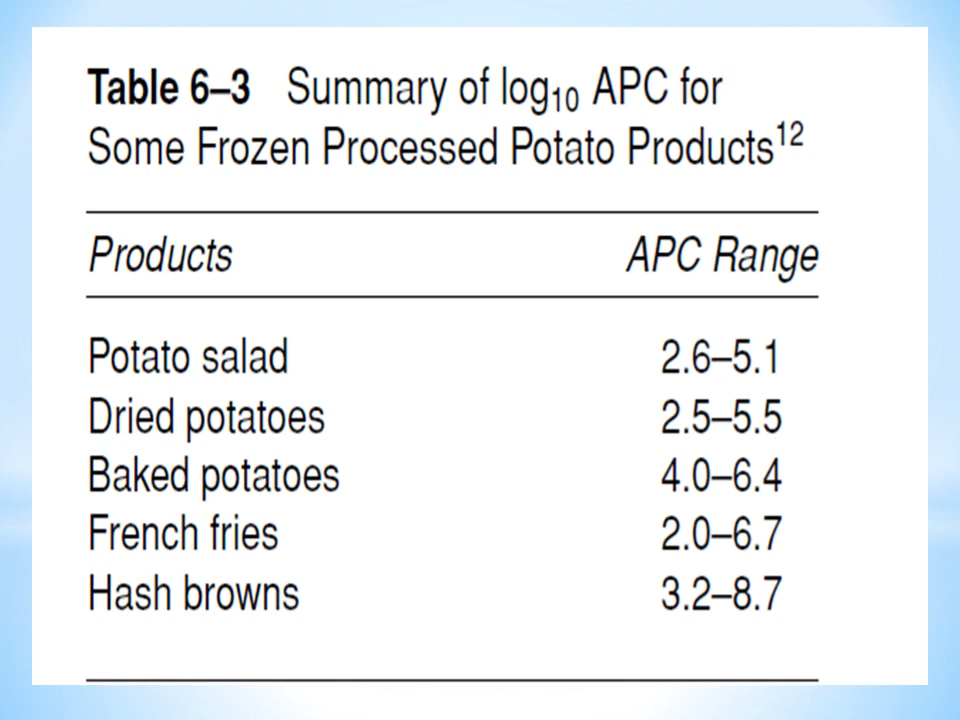 Table 6–3 Summary of log10 APC for
Some Frozen Processed Potato Products12
Products APC Range
Potato salad 2.6–5.1
Dried potatoes 2.5–5.5
Baked potatoes 4.0–6.4
French fries 2.0–6.7
Hash browns 3.2–8.7